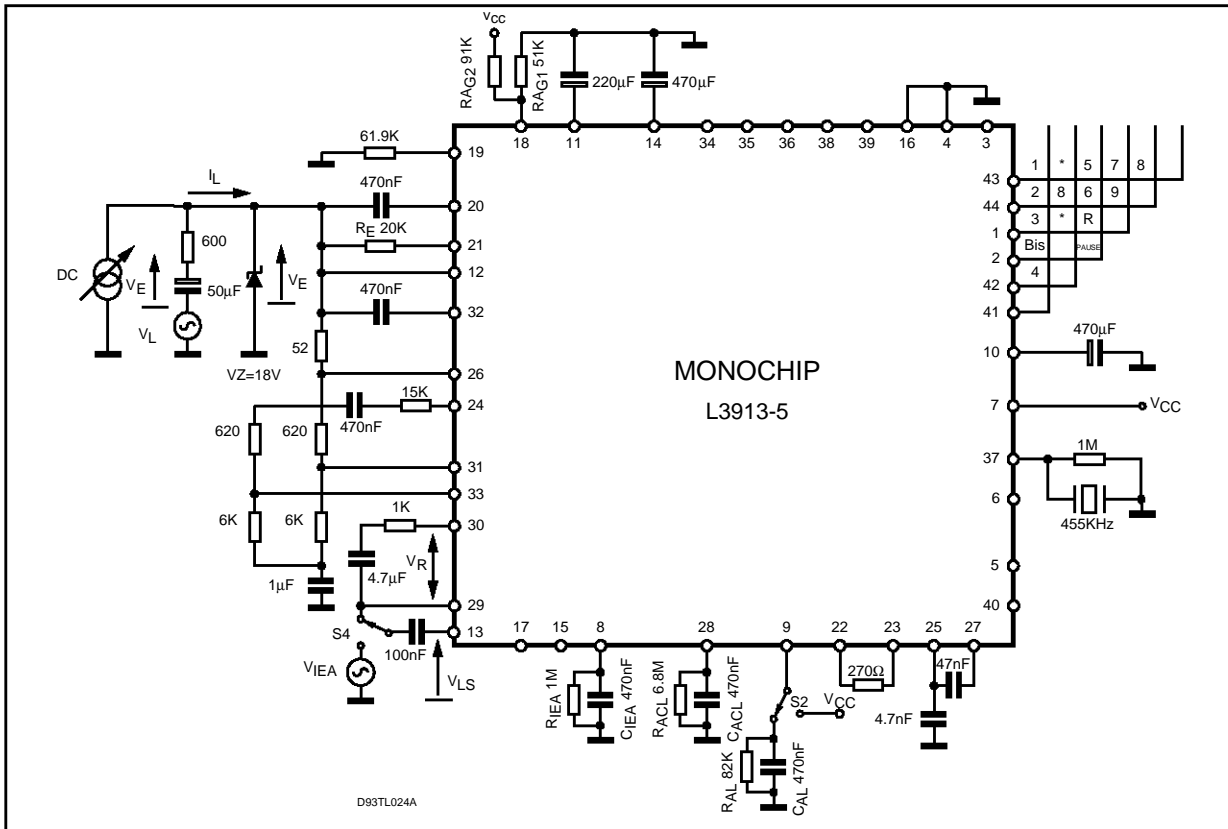 VCC
RAG2 91K
RAG1 51K
220µF
470µF
61.9K
19
18
11
14
34
35
36
38
39
16
4
3
IL
470nF
20
RE 20K
21
12
470nF
32
600
50µF
DC
VE
VL
VE
VZ=18V
52
26
15K
24
470nF
620
620
31
33
6K
6K
1K
30
VR
4.7µF
1µF
29
S4
13
100nF
VIEA
VLS
MONOCHIP
L3913-5
43
44
1
2
42
41
1 * 5 7 8
2 8 6 9
3 * R
Bis PAUSE
4
10
470µF
7
VCC
37
1M
455KHz
6
5
40
17
15
8
28
9
22
23
25
27
RIEA 1M
CIEA 470nF
RACL 6.8M
CACL 470nF
S2
VCC
270Ω
47nF
4.7nF
RAL 82K
CAL 470nF
D93TL024A